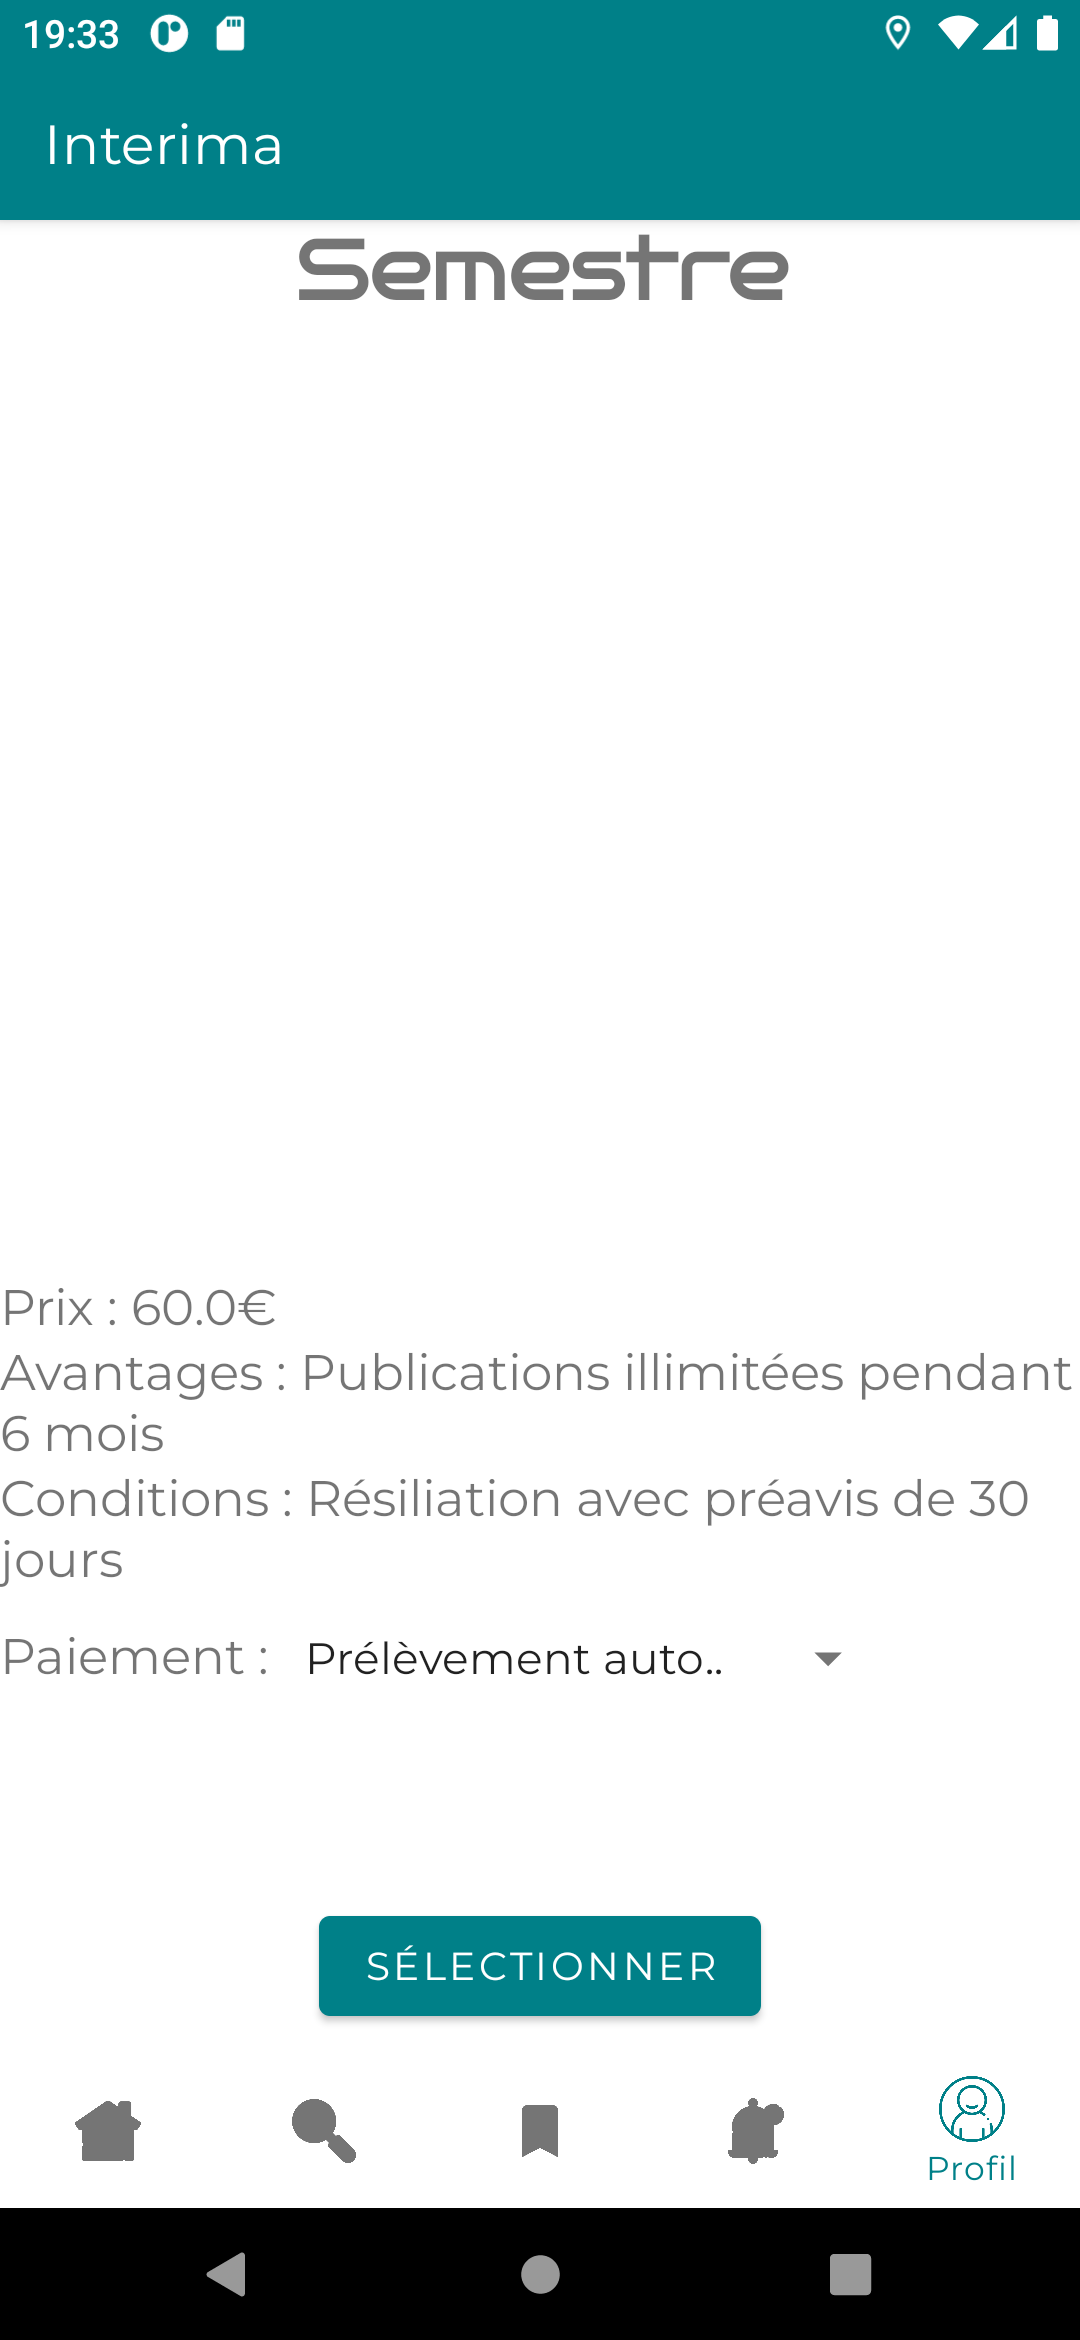 19:33
Interima
Semestre
Prix : 60.0€
Avantages : Publications illimitées pendant
6 mois
Conditions : Résiliation avec préavis de 30
jours
Paiement : Prélèvement auto..
SÉLECTIONNER
Profil